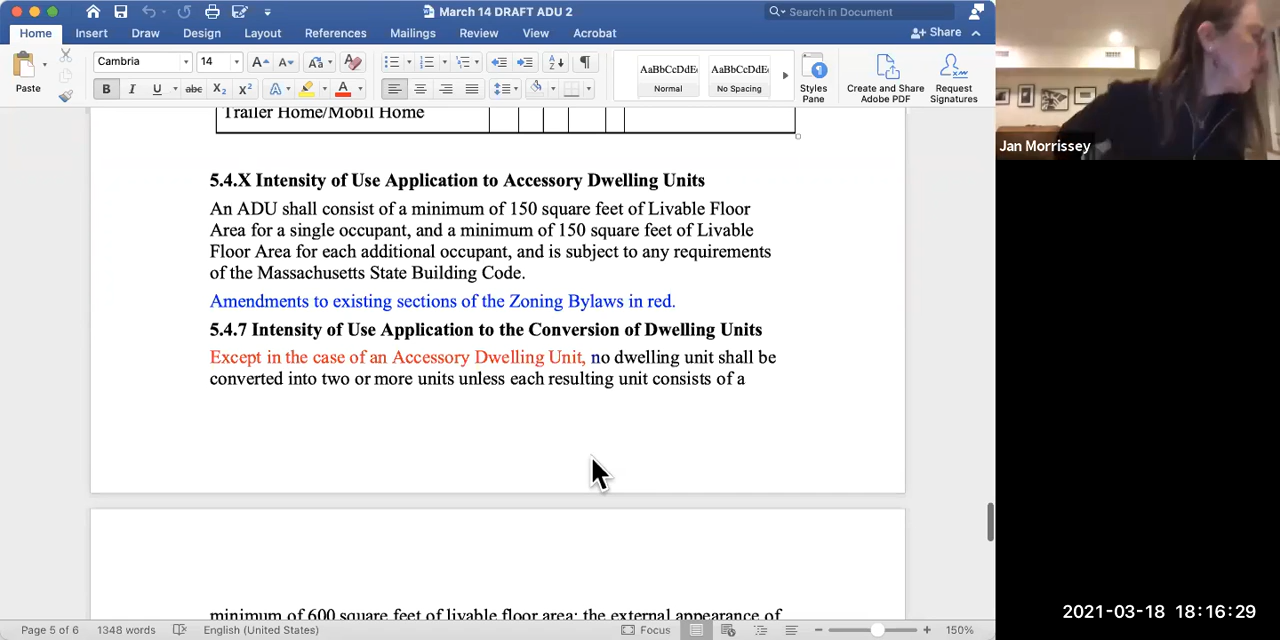 March 14 DRAFT ADU 2
Search in Document
Home Insert Draw Design Layout References Mailings Review View Acrobat Share
Paste
Cambria 14
AaBbCcDdEe AaBbCcDdEe
Normal No Spacing
Styles Pane
Create and Share Adobe PDF
Request Signatures
Trailer Home/Mobil Home
5.4.X Intensity of Use Application to Accessory Dwelling Units
An ADU shall consist of a minimum of 150 square feet of Livable Floor
Area for a single occupant, and a minimum of 150 square feet of Livable
Floor Area for each additional occupant, and is subject to any requirements
of the Massachusetts State Building Code.
Amendments to existing sections of the Zoning Bylaws in red.
5.4.7 Intensity of Use Application to the Conversion of Dwelling Units
Except in the case of an Accessory Dwelling Unit, no dwelling unit shall be
converted into two or more units unless each resulting unit consists of a
minimum of 600 square feet of livable floor area; the external appearance of
Page 5 of 6 1348 words English (United States) Focus 150%
Jan Morrissey
2021-03-18 18:16:29